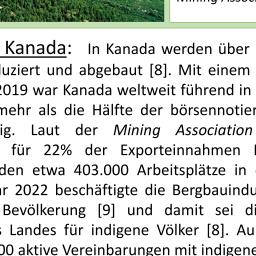 Mining Assoc
Kanada: In Kanada werden über
uziert und abgebaut [8]. Mit einem
2019 war Kanada weltweit führend in
mehr als die Hälfte der börsennotier
ig. Laut der Mining Association
für 22% der Exporteinnahmen
den etwa 403.000 Arbeitsplätze in
r 2022 beschäftigte die Bergbauindu
Bevölkerung [9] und damit sei di
s Landes für indigene Völker [8]. Au
00 aktive Vereinbarungen mit indigene